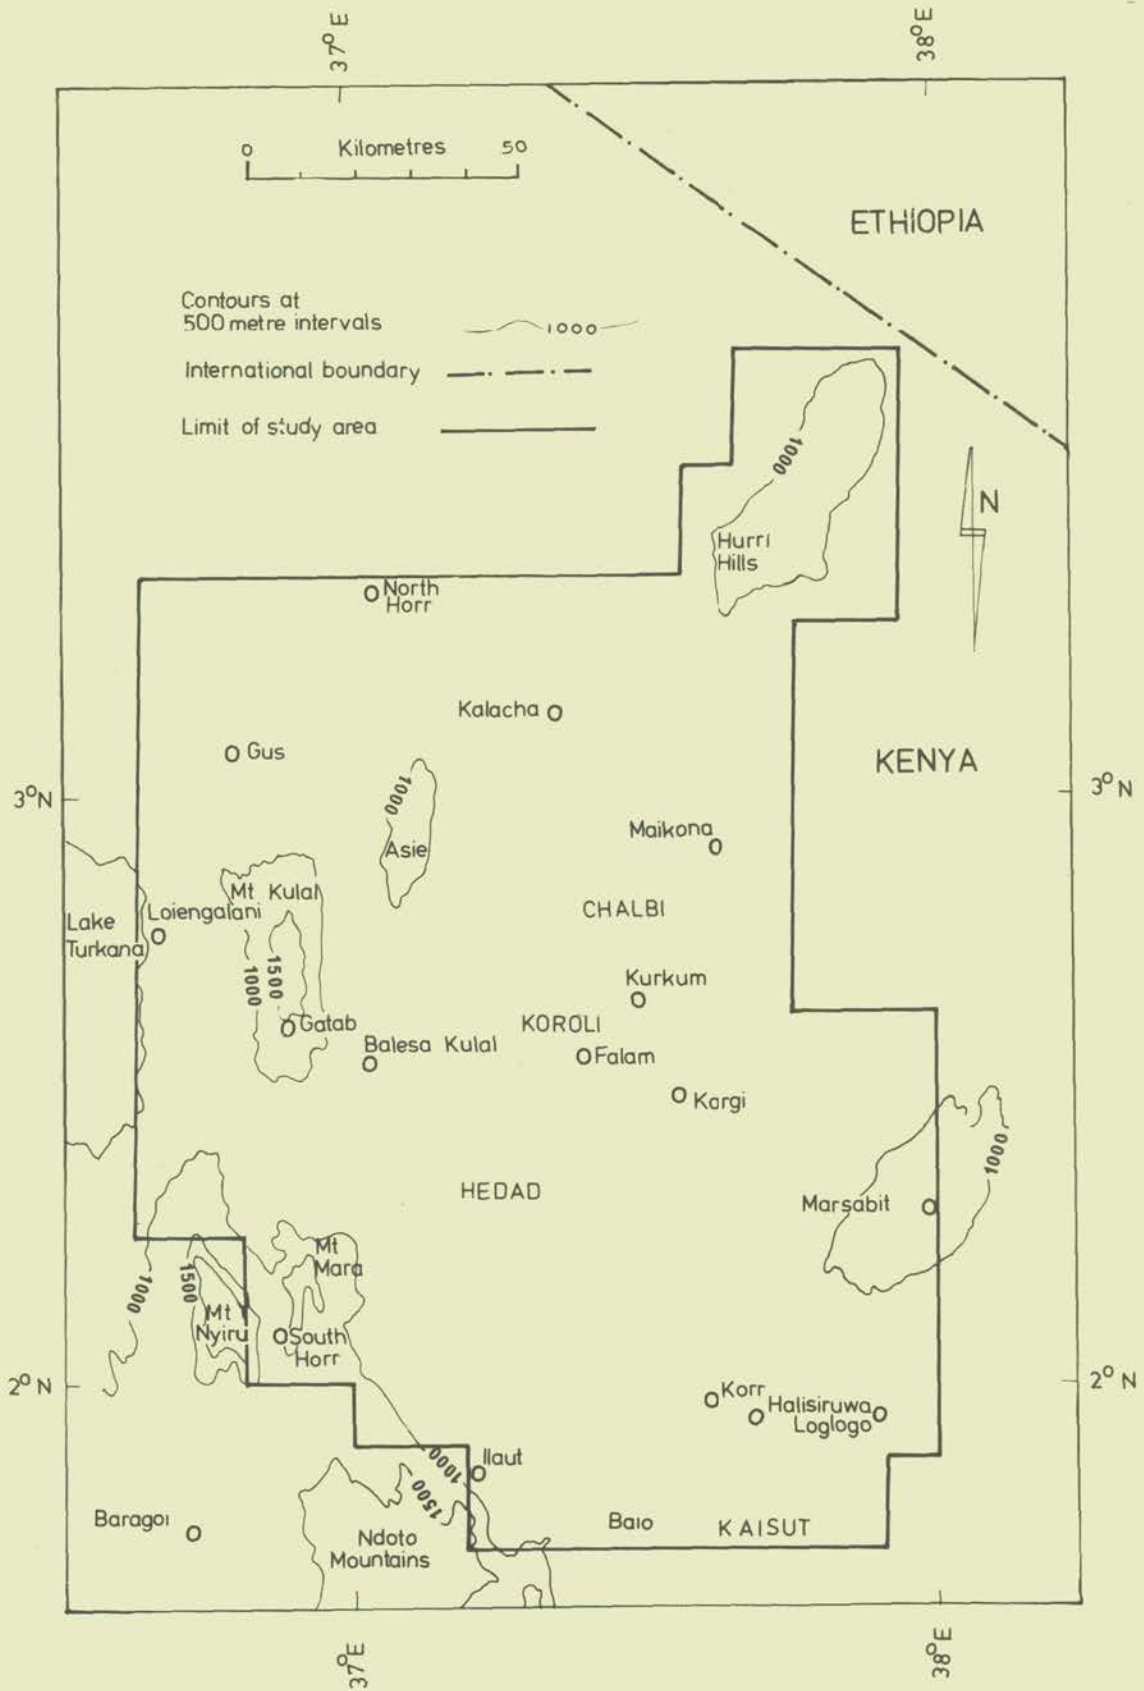 37°E
38°E
0 Kilometres 50
ETHIOPIA
Contours at
500 metre intervals
1000
International boundary
Limit of study area
1000
N
Hurri
Hills
North
Horr
Kalacha
Gus
KENYA
3°N
3°N
1000
Maikona
Asie
Mt Kulal
CHALBI
Loiengalani
Lake
Turkana
1500
1000
Kurkum
Gatab
KOROLI
Balesa Kulal
Falam
Kargi
1000
HEDAD
Marsabit
Mt
Mara
1000
1500
Mt
Nyiru
South
Horr
2°N
2°N
Korr
Halisiruwa
Loglogo
1000
Ilaut
1500
Baragoi
Baio
KAISUT
Ndoto
Mountains
37°E
38°E